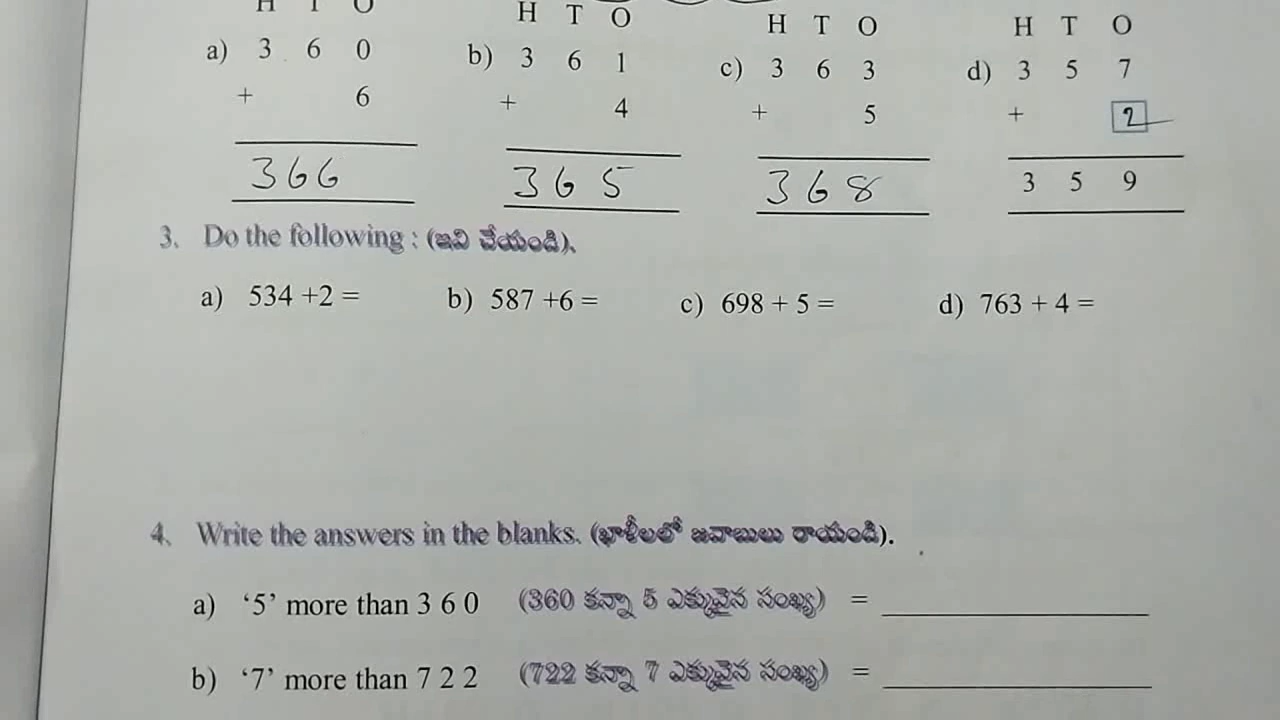 H T O H T O H T O H T O
a) 3 6 0 b) 3 6 1 c) 3 6 3 d) 3 5 7
+ 6 + 4 + 5 + 2
366 365 368 3 5 9
3. Do the following : (ఇవి చేయండి).
a) 534 +2 = b) 587 +6 = c) 698 + 5 = d) 763 + 4 =
4. Write the answers in the blanks. (ఖాళీలలో జవాబులు రాయండి).
a) ‘5’ more than 3 6 0 (360 కన్నా 5 ఎక్కువైన సంఖ్య) =
b) ‘7’ more than 7 2 2 (722 కన్నా 7 ఎక్కువైన సంఖ్య) =